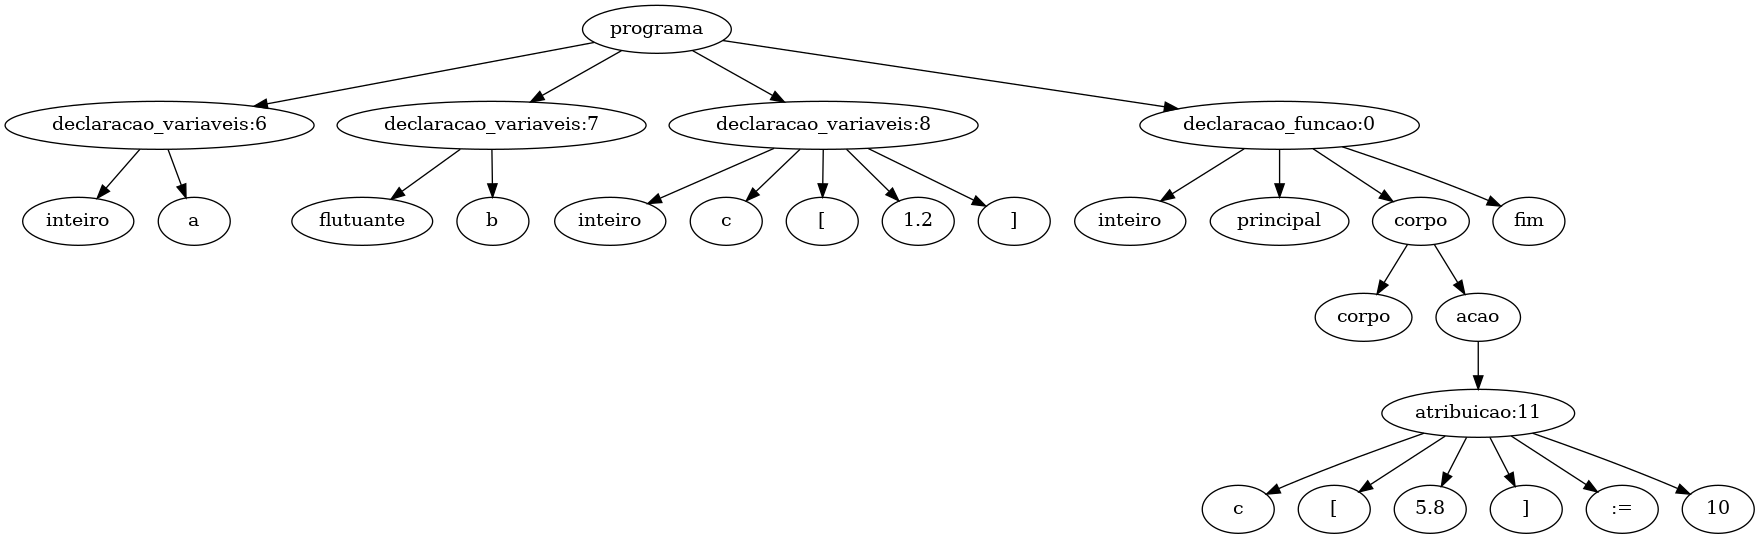 programa
declaracao_variaveis:6 declaracao_variaveis:7 declaracao_variaveis:8 declaracao_funcao:0
inteiro a flutuante b inteiro c [ 1.2 ] inteiro principal corpo fim
corpo acao
atribuicao:11
c [ 5.8 ] := 10